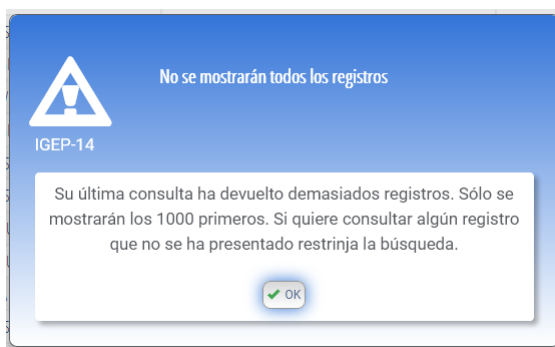 No se mostrarán todos los registros
IGEP-14
Su última consulta ha devuelto demasiados registros. Sólo se
mostrarán los 1000 primeros. Si quiere consultar algún registro
que no se ha presentado restrinja la búsqueda.
OK